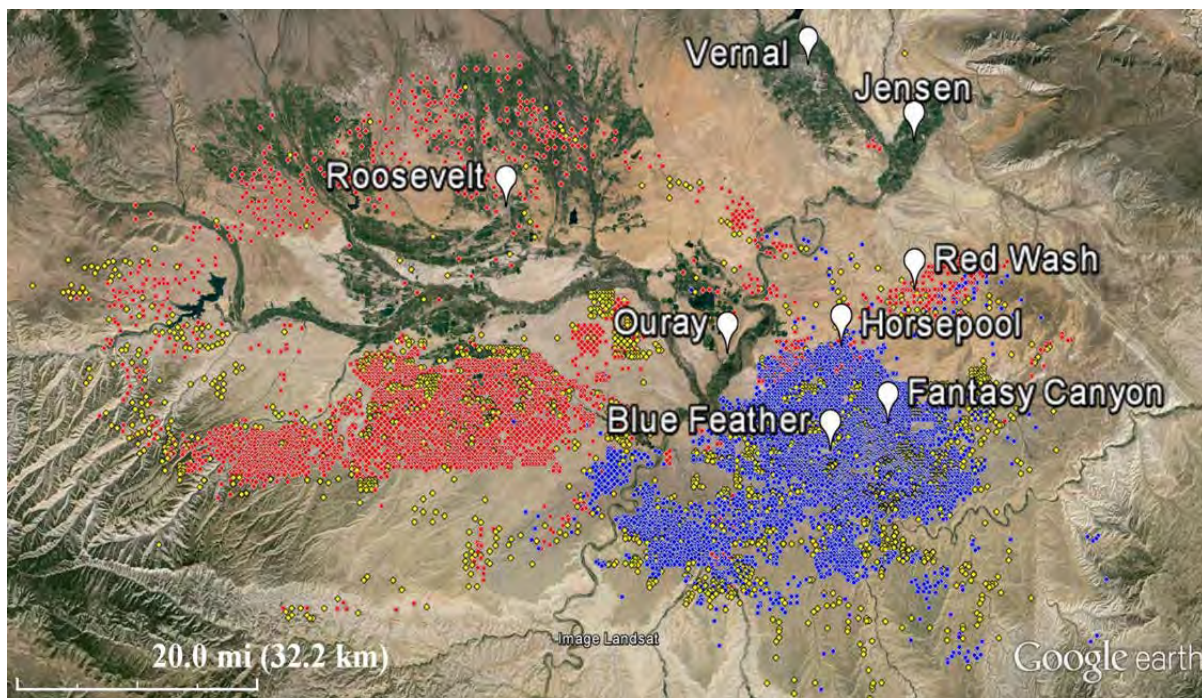 Vernal
Jensen
Roosevelt
Red Wash
Ouray
Horsepool
Fantasy Canyon
Blue Feather
Image Landsat
20.0 mi (32.2 km)
Google earth